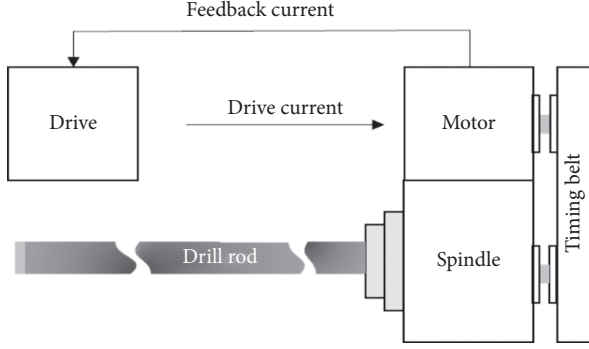 Feedback current
Drive
Drive current
Motor
Timing belt
Drill rod
Spindle